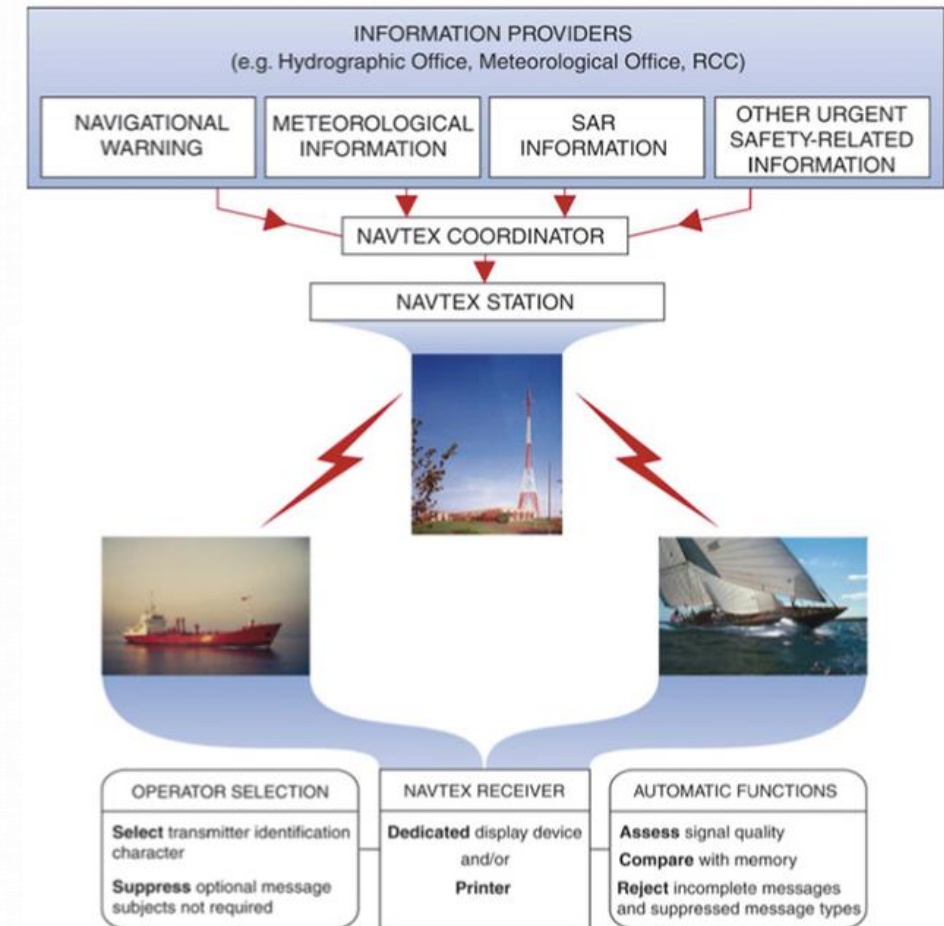 INFORMATION PROVIDERS
(e.g. Hydrographic Office, Meteorological Office, RCC)
NAVIGATIONAL
WARNING
METEOROLOGICAL
INFORMATION
SAR
INFORMATION
OTHER URGENT
SAFETY-RELATED
INFORMATION
NAVTEX COORDINATOR
NAVTEX STATION
OPERATOR SELECTION
Select transmitter identification
character
Suppress optional message
subjects not required
NAVTEX RECEIVER
Dedicated display device
and/or
Printer
AUTOMATIC FUNCTIONS
Assess signal quality
Compare with memory
Reject incomplete messages
and suppressed message types